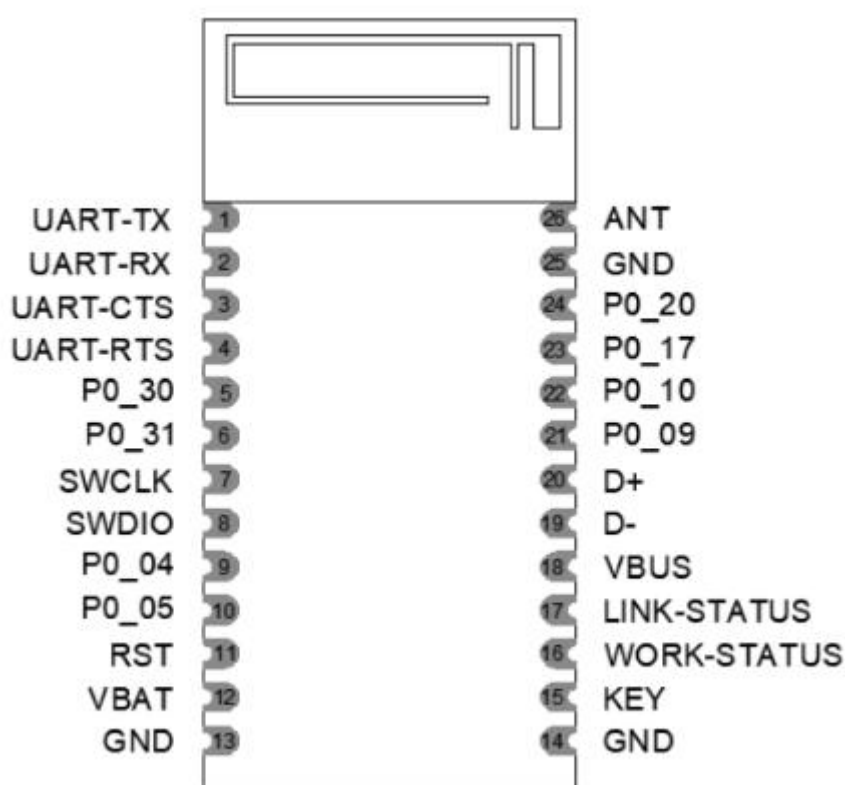 UART-TX 1 26 ANT
UART-RX 2 25 GND
UART-CTS 3 24 P0_20
UART-RTS 4 23 P0_17
P0_30 5 22 P0_10
P0_31 6 21 P0_09
SWCLK 7 20 D+
SWDIO 8 19 D-
P0_04 9 18 VBUS
P0_05 10 17 LINK-STATUS
RST 11 16 WORK-STATUS
VBAT 12 15 KEY
GND 13 14 GND